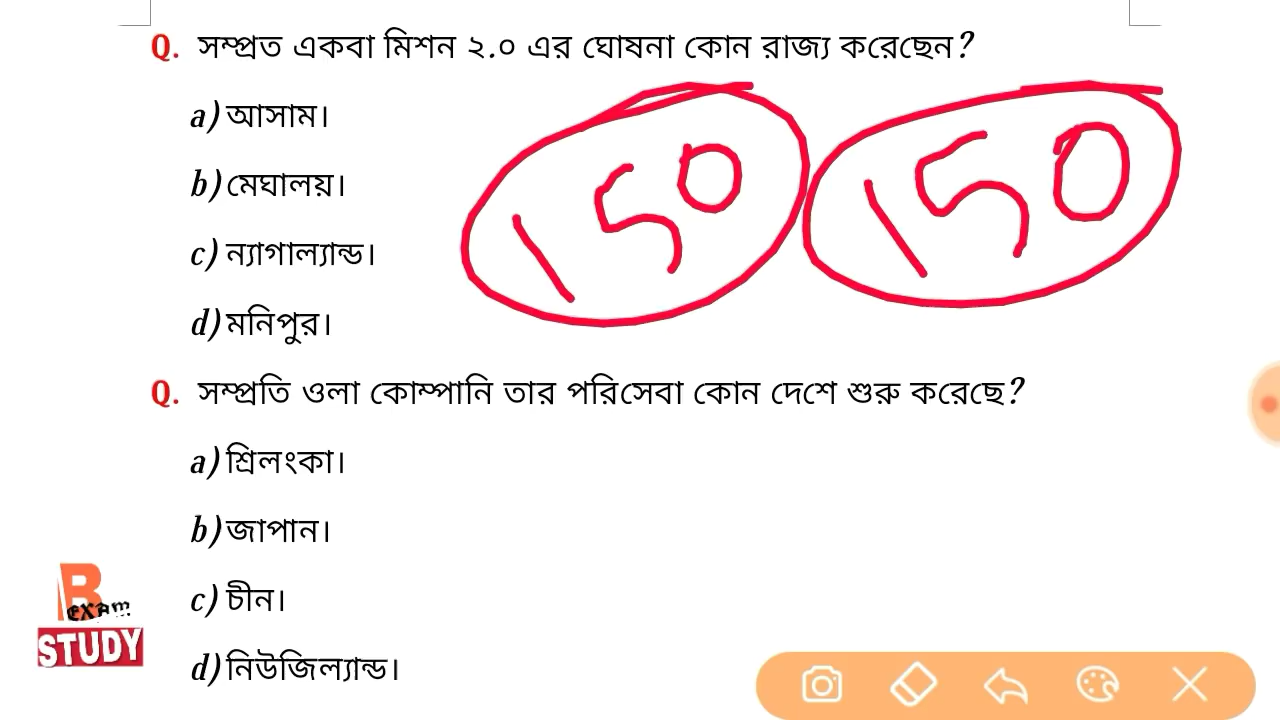 Q. সম্প্রত একবা মিশন ২.০ এর ঘোষনা কোন রাজ্য করেছেন?
a) আসাম।
b) মেঘালয়।
c) ন্যাগাল্যান্ড।
d) মনিপুর।
150 150
Q. সম্প্রতি ওলা কোম্পানি তার পরিসেবা কোন দেশে শুরু করেছে?
a) শ্রিলংকা।
b) জাপান।
c) চীন।
d) নিউজিল্যান্ড।
B
exam
STUDY